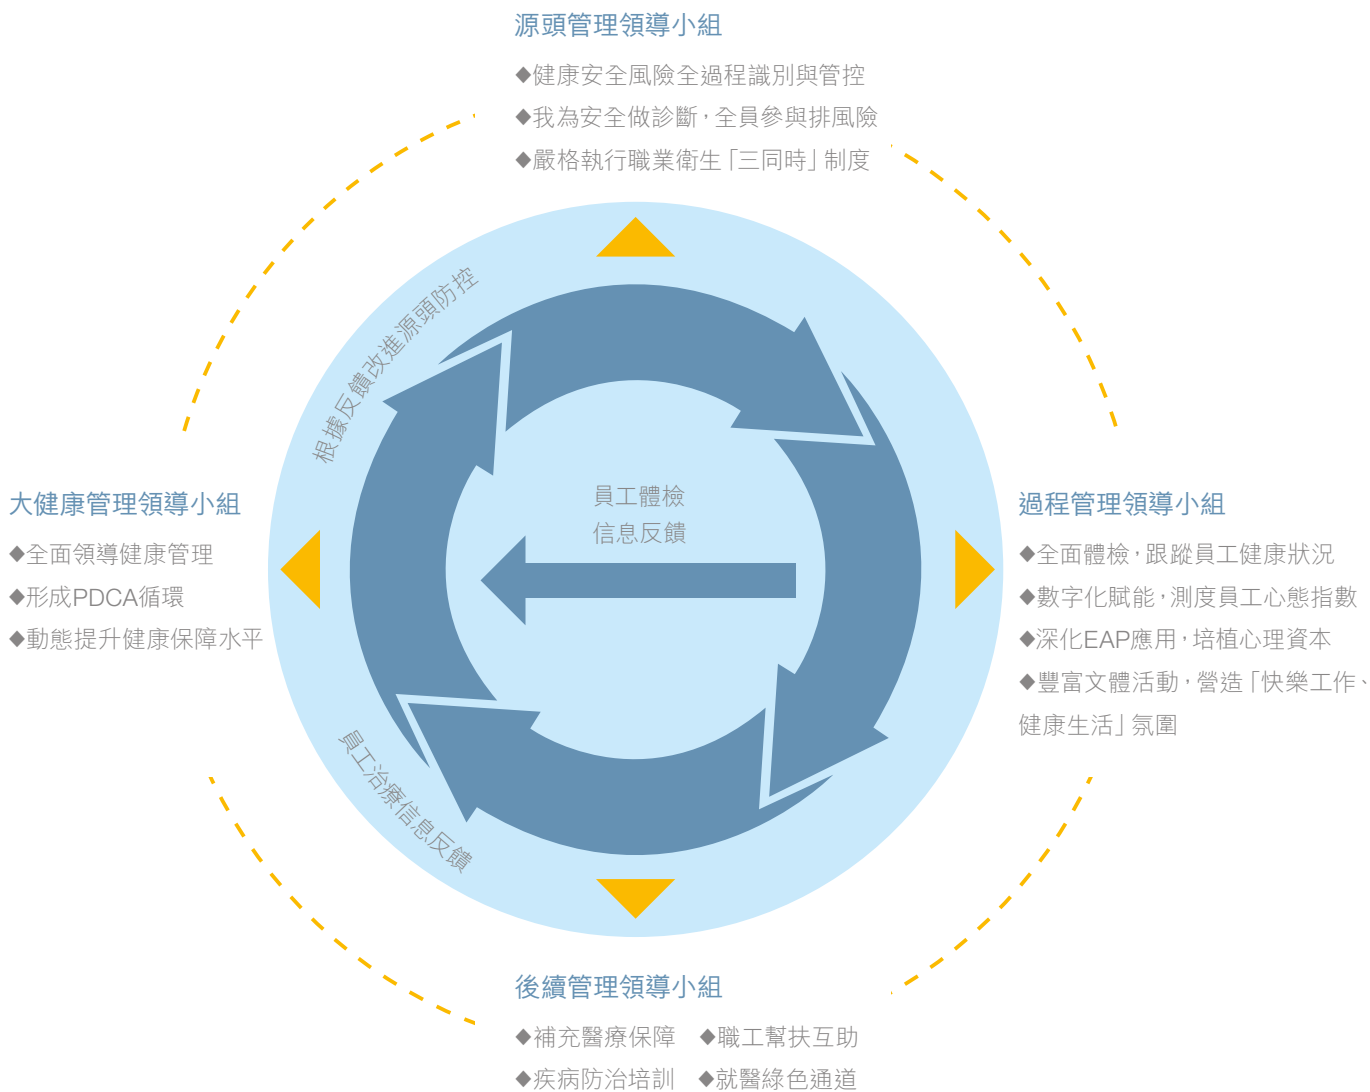 源頭管理領導小組
◆健康安全風險全過程識別與管控
◆我為安全做診斷，全員參與排風險
◆嚴格執行職業衛生「三同時」制度
根據反饋改進源頭防控
員工體檢
信息反饋
大健康管理領導小組
◆全面領導健康管理
◆形成PDCA循環
◆動態提升健康保障水平
過程管理領導小組
◆全面體檢，跟蹤員工健康狀況
◆數字化賦能，測度員工心態指數
◆深化EAP應用，培植心理資本
◆豐富文體活動，營造「快樂工作、
健康生活」氛圍
員工治療信息反饋
後續管理領導小組
◆補充醫療保障 ◆職工幫扶互助
◆疾病防治培訓 ◆就醫綠色通道